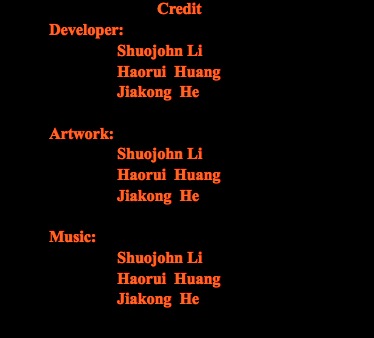 Credit
Developer:
Shuojohn Li
Haorui Huang
Jiakong He
Artwork:
Shuojohn Li
Haorui Huang
Jiakong He
Music:
Shuojohn Li
Haorui Huang
Jiakong He